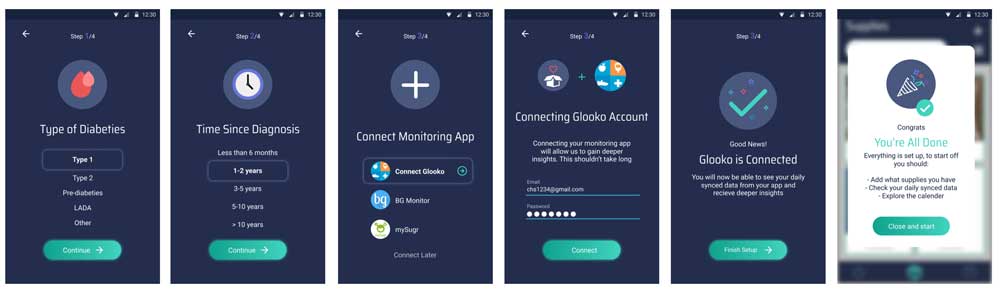 12:30
Step 1/4
Type of Diabeties
Type 1
Type 2
Pre-diabeties
LADA
Other
Continue
12:30
Step 2/4
Time Since Diagnosis
Less than 6 months
1-2 years
3-5 years
5-10 years
> 10 years
Continue
12:30
Step 3/4
Connect Monitoring App
Connect Glooko
bg
BG Monitor
mySugr
Connect Later
12:30
Step 3/4
Connecting Glooko Account
Connecting your monitoring app
will allow us to gain deeper
insights. This shouldn't take long
Email
chs1234@gmail.com
Password
Connect
12:30
Step 3/4
Good News!
Glooko is Connected
You will now be able to see your daily
synced data from your app and
recieve deeper insights
Finish Setup
12:30
Supplies
Congrats
You're All Done
Everything is set up, to start off
you should:
- Add what supplies you have
- Check your daily synced data
- Explore the calender
Close and start